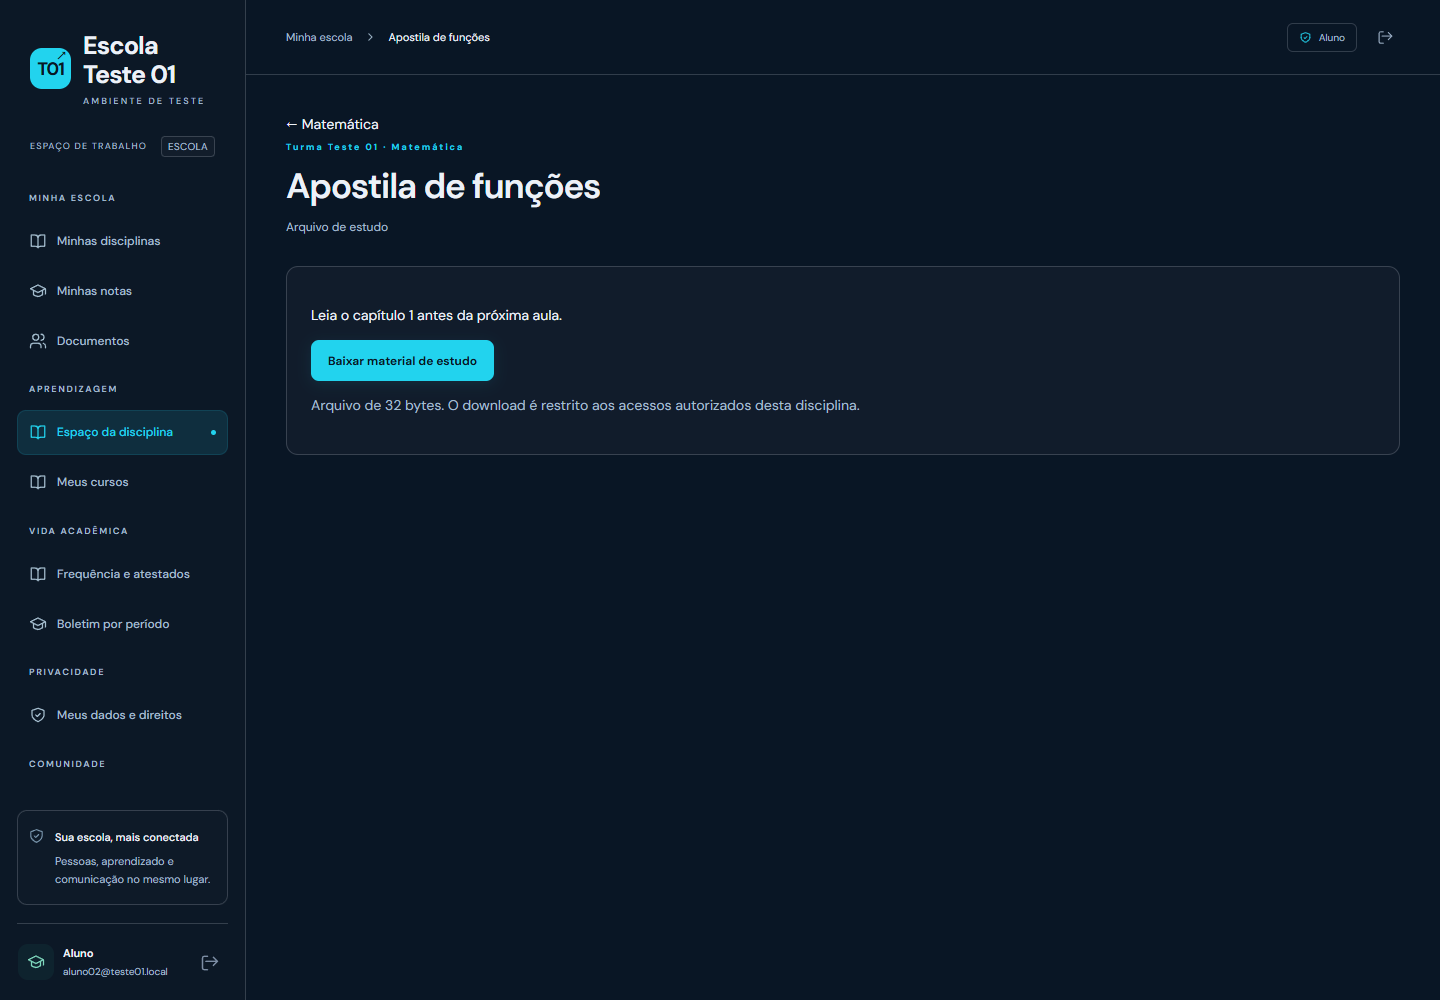 T01
Escola
Teste 01
AMBIENTE DE TESTE
ESPAÇO DE TRABALHO
ESCOLA
MINHA ESCOLA
Minhas disciplinas
Minhas notas
Documentos
APRENDIZAGEM
Espaço da disciplina
Meus cursos
VIDA ACADÊMICA
Frequência e atestados
Boletim por período
PRIVACIDADE
Meus dados e direitos
COMUNIDADE
Sua escola, mais conectada
Pessoas, aprendizado e
comunicação no mesmo lugar.
Aluno
aluno02@teste01.local
Minha escola > Apostila de funções
Aluno
← Matemática
Turma Teste 01 · Matemática
Apostila de funções
Arquivo de estudo
Leia o capítulo 1 antes da próxima aula.
Baixar material de estudo
Arquivo de 32 bytes. O download é restrito aos acessos autorizados desta disciplina.